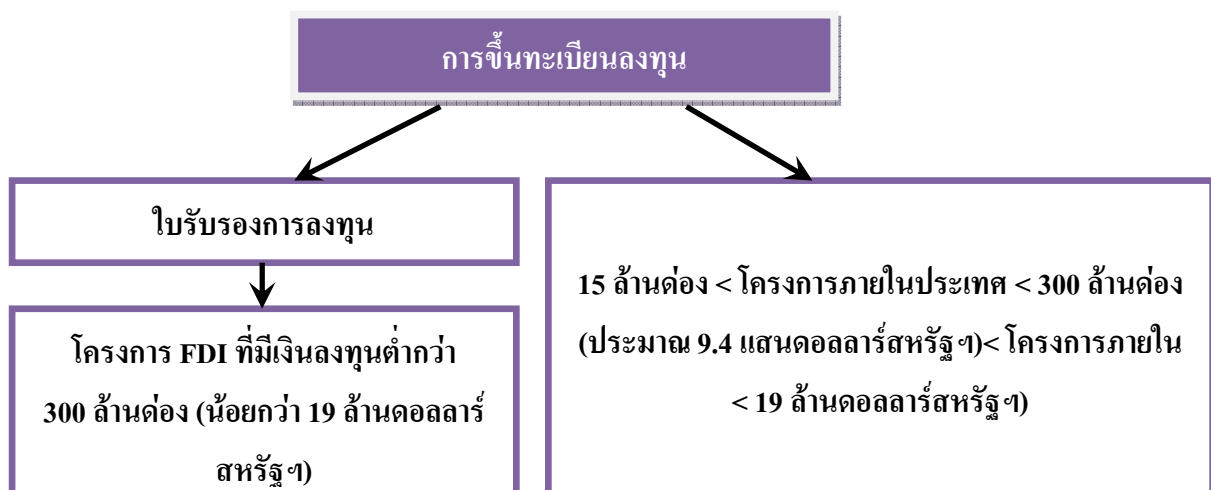 การขึ้นทะเบียนลงทุน
ใบรับรองการลงทุน
โครงการ FDI ที่มีเงินลงทุนต่ำกว่า
300 ล้านด่อง (น้อยกว่า 19 ล้านดอลลาร์
สหรัฐฯ)
15 ล้านด่อง < โครงการภายในประเทศ < 300 ล้านด่อง
(ประมาณ 9.4 แสนดอลลาร์สหรัฐฯ)< โครงการภายใน
< 19 ล้านดอลลาร์สหรัฐฯ)